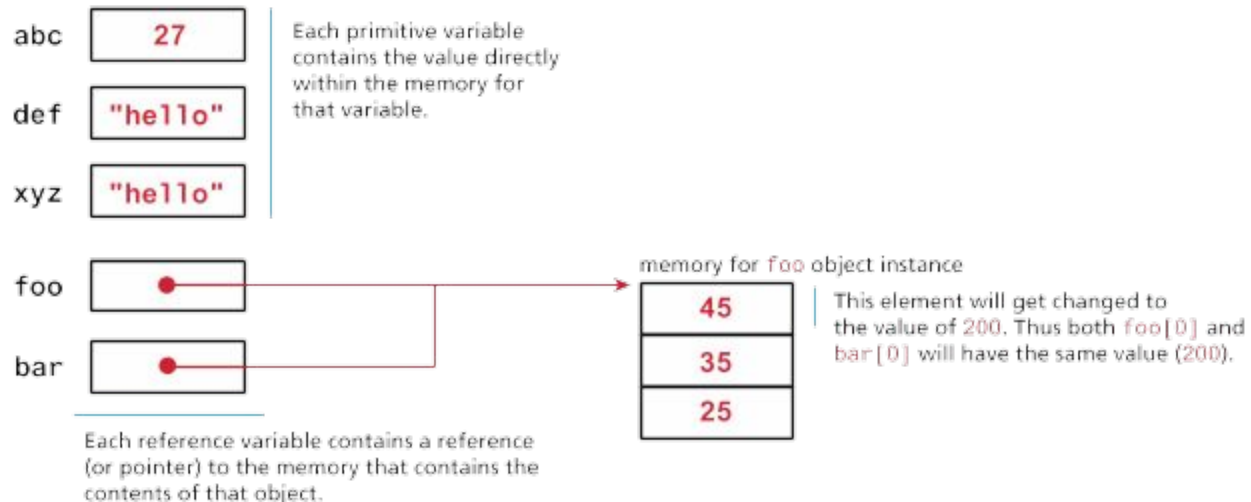 abc
27
Each primitive variable
contains the value directly
within the memory for
that variable.
def
"hello"
xyz
"hello"
foo
bar
memory for foo object instance
45
35
25
This element will get changed to
the value of 200. Thus both foo[0] and
bar[0] will have the same value (200).
Each reference variable contains a reference
(or pointer) to the memory that contains the
contents of that object.